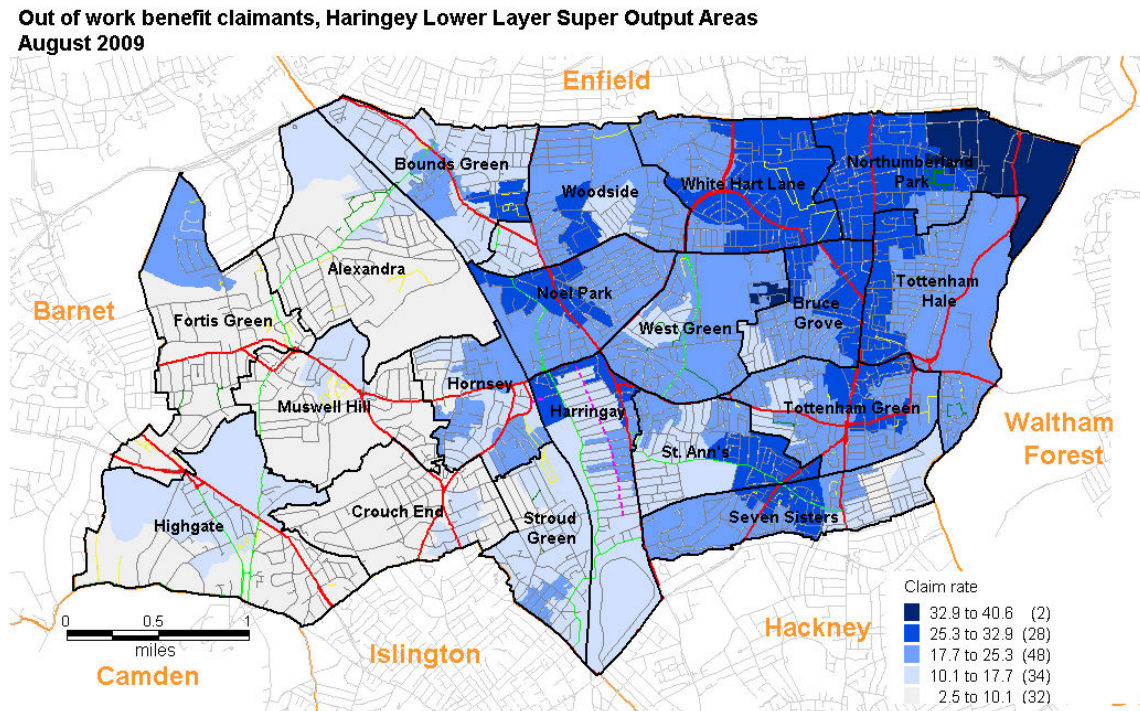 Out of work benefit claimants, Haringey Lower Layer Super Output Areas
August 2009
Enfield
Bounds Green
Woodside
White Hart Lane
Northumberland
Park
Alexandra
Noel Park
West Green
Bruce
Grove
Tottenham
Hale
Barnet
Fortis Green
Muswell Hill
Hornsey
Harringay
Tottenham Green
Waltham
Forest
St. Ann's
Highgate
Crouch End
Stroud
Green
Seven Sisters
Claim rate
32.9 to 40.6 (2)
25.3 to 32.9 (28)
17.7 to 25.3 (48)
10.1 to 17.7 (34)
2.5 to 10.1 (32)
0 0.5 1
miles
Hackney
Islington
Camden